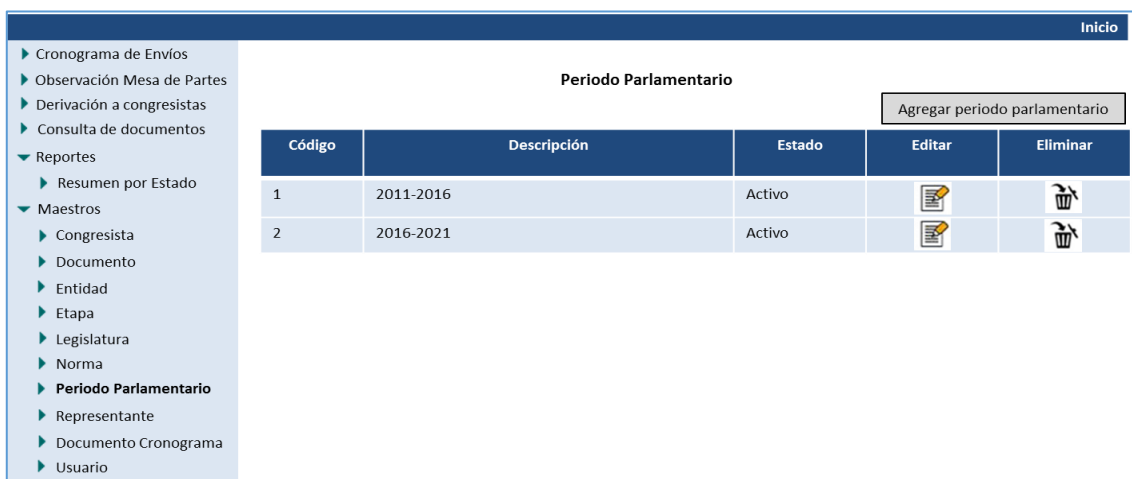 Inicio
Cronograma de Envíos
Observación Mesa de Partes
Derivación a congresistas
Consulta de documentos
Reportes
Resumen por Estado
Maestros
Congresista
Documento
Entidad
Etapa
Legislatura
Norma
Periodo Parlamentario
Representante
Documento Cronograma
Usuario
Periodo Parlamentario
Agregar periodo parlamentario
Código Descripción Estado Editar Eliminar
1 2011-2016 Activo
2 2016-2021 Activo